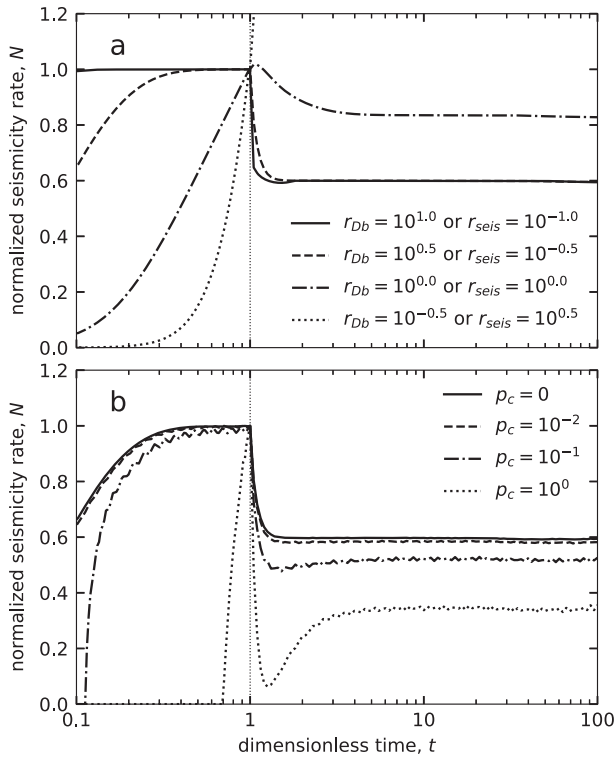 a
normalized seismicity rate, N
1.2
1.0
0.8
0.6
0.4
0.2
0.0
r_Db = 10^1.0 or r_seis = 10^−1.0
r_Db = 10^0.5 or r_seis = 10^−0.5
r_Db = 10^0.0 or r_seis = 10^0.0
r_Db = 10^−0.5 or r_seis = 10^0.5
b
normalized seismicity rate, N
1.2
1.0
0.8
0.6
0.4
0.2
0.0
p_c = 0
p_c = 10^−2
p_c = 10^−1
p_c = 10^0
0.1 1 10 100
dimensionless time, t